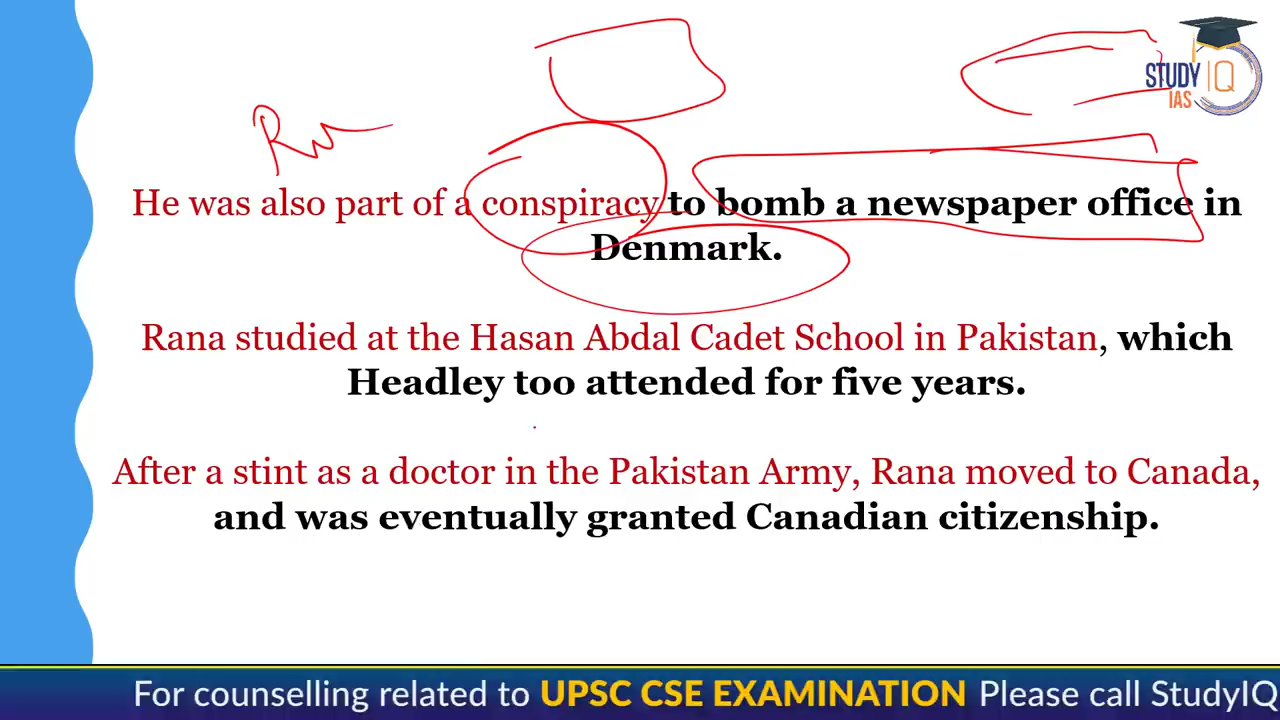 STUDY IQ
IAS
He was also part of a conspiracy to bomb a newspaper office in
Denmark.
Rana studied at the Hasan Abdal Cadet School in Pakistan, which
Headley too attended for five years.
After a stint as a doctor in the Pakistan Army, Rana moved to Canada,
and was eventually granted Canadian citizenship.
For counselling related to UPSC CSE EXAMINATION Please call StudyIQ